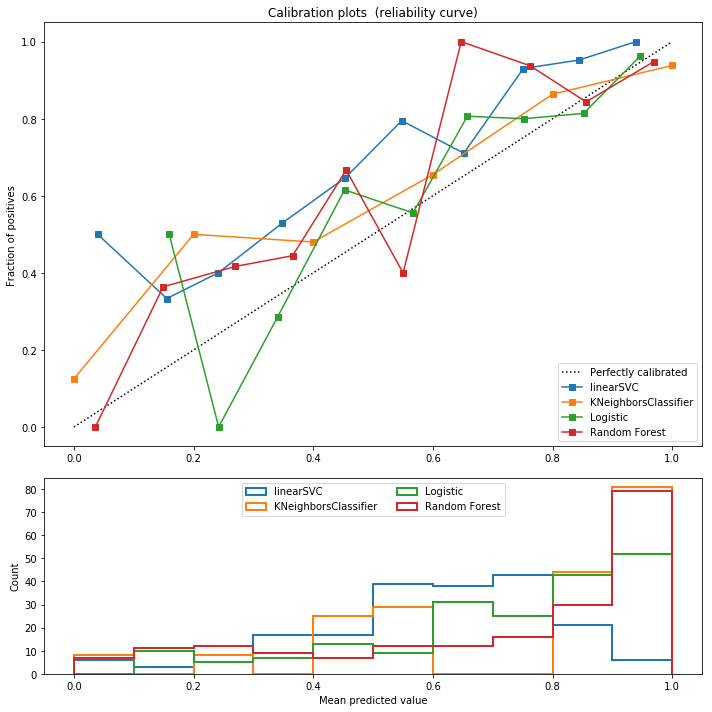 Calibration plots  (reliability curve)
Fraction of positives
1.0
0.8
0.6
0.4
0.2
0.0
0.0 0.2 0.4 0.6 0.8 1.0
Perfectly calibrated
linearSVC
KNeighborsClassifier
Logistic
Random Forest
Count
80
70
60
50
40
30
20
10
0
linearSVC
KNeighborsClassifier
Logistic
Random Forest
0.0 0.2 0.4 0.6 0.8 1.0
Mean predicted value